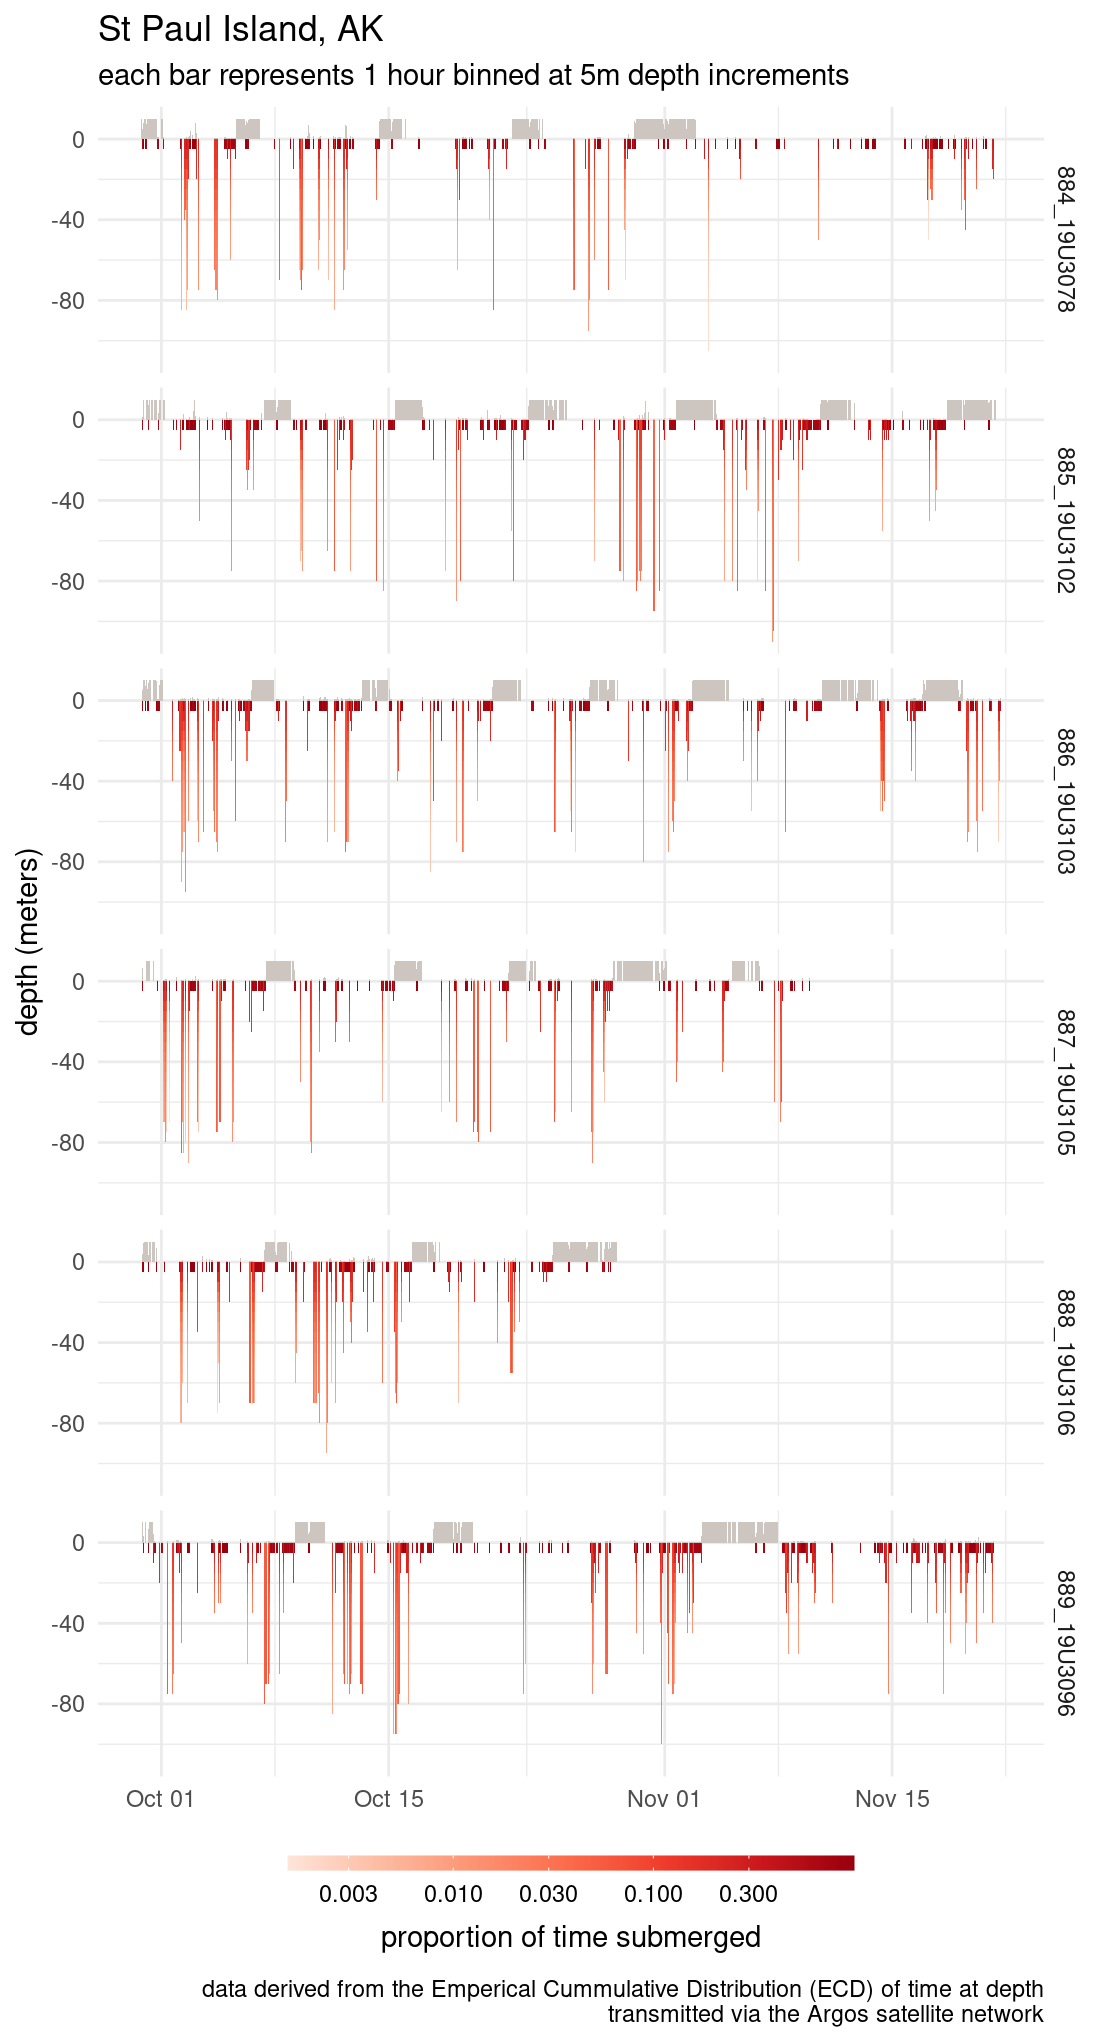 St Paul Island, AK
each bar represents 1 hour binned at 5m depth increments
depth (meters)
0
-40
-80
884_19U3078
0
-40
-80
885_19U3102
0
-40
-80
886_19U3103
0
-40
-80
887_19U3105
0
-40
-80
888_19U3106
0
-40
-80
889_19U3096
Oct 01 Oct 15 Nov 01 Nov 15
0.003 0.010 0.030 0.100 0.300
proportion of time submerged
data derived from the Emperical Cummulative Distribution (ECD) of time at depth
transmitted via the Argos satellite network